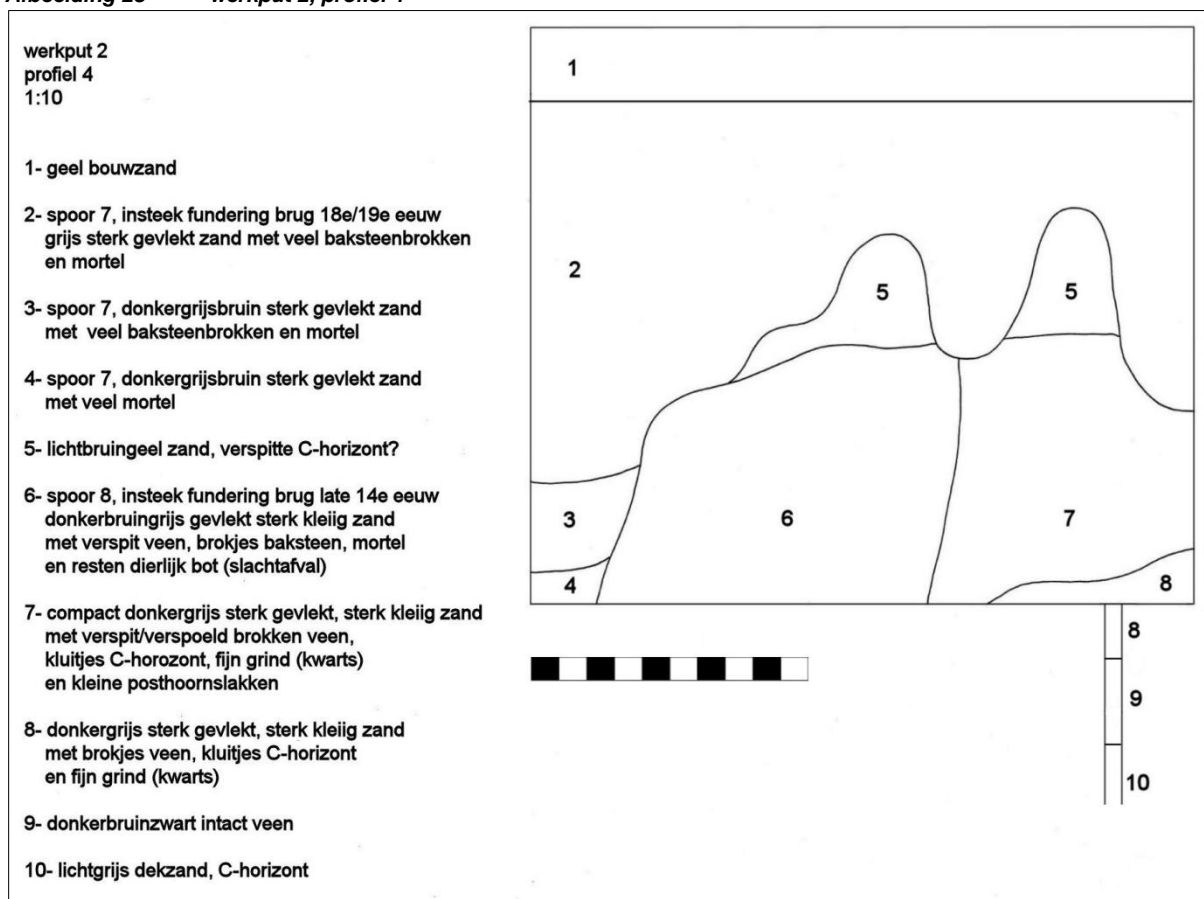 werkput 2
profiel 4
1:10
1- geel bouwzand
2- spoor 7, insteek fundering brug 18e/19e eeuw
grijs sterk gevlekt zand met veel baksteenbrokken
en mortel
3- spoor 7, donkergrijsbruin sterk gevlekt zand
met veel baksteenbrokken en mortel
4- spoor 7, donkergrijsbruin sterk gevlekt zand
met veel mortel
5- lichtbruingeel zand, verspitte C-horizont?
6- spoor 8, insteek fundering brug late 14e eeuw
donkerbruingrijs gevlekt sterk kleiig zand
met verspit veen, brokjes baksteen, mortel
en resten dierlijk bot (slachtafval)
7- compact donkergrijs sterk gevlekt, sterk kleiig zand
met verspit/verspoeld brokken veen,
kluitjes C-horozont, fijn grind (kwarts)
en kleine posthoornslakken
8- donkergrijs sterk gevlekt, sterk kleiig zand
met brokjes veen, kluitjes C-horizont
en fijn grind (kwarts)
9- donkerbruinzwart intact veen
10- lichtgrijs dekzand, C-horizont
1
2
5
5
3
6
7
4
8
8
9
10